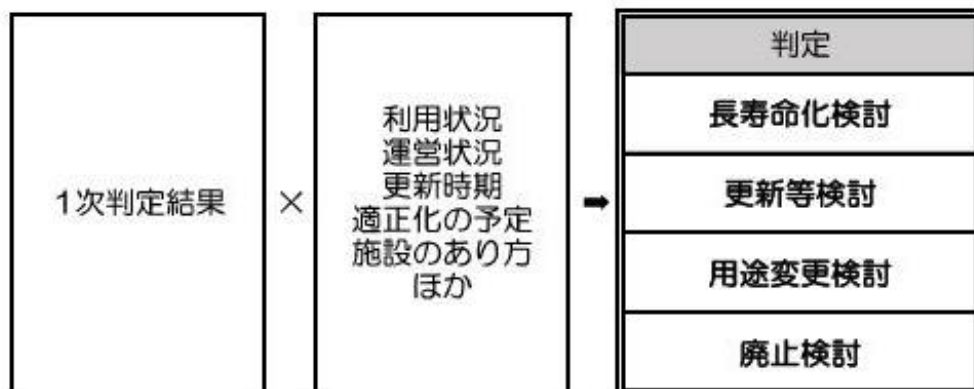 1次判定結果
×
利用状況
運営状況
更新時期
適正化の予定
施設のあり方
ほか
➡
判定
長寿命化検討
更新等検討
用途変更検討
廃止検討